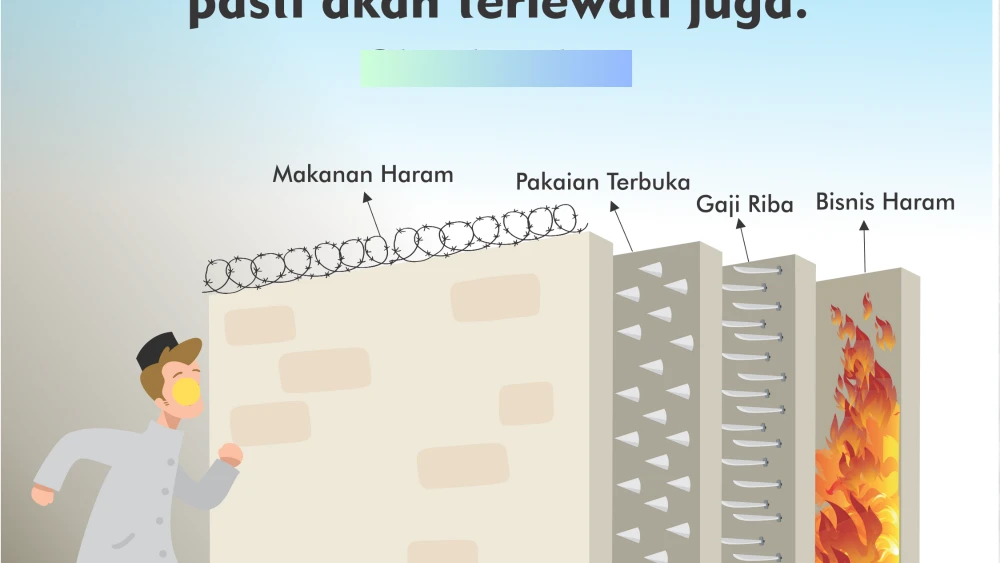 pasti akan terlewati juga.
Makanan Haram
Pakaian Terbuka
Gaji Riba
Bisnis Haram